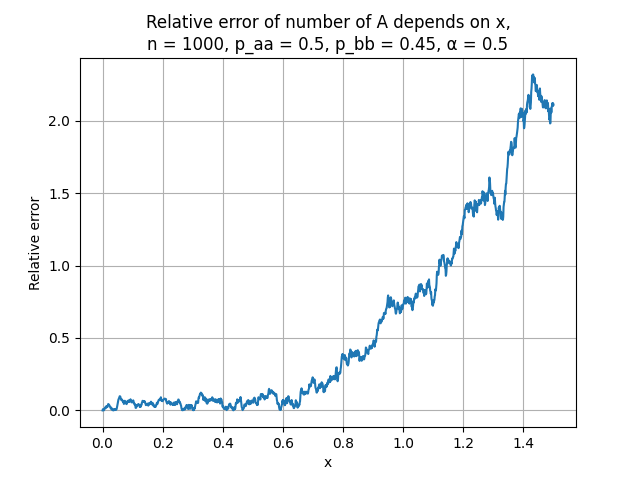 Relative error of number of A depends on x,
n = 1000, p_aa = 0.5, p_bb = 0.45, α = 0.5
Relative error
2.0
1.5
1.0
0.5
0.0
0.0 0.2 0.4 0.6 0.8 1.0 1.2 1.4
x